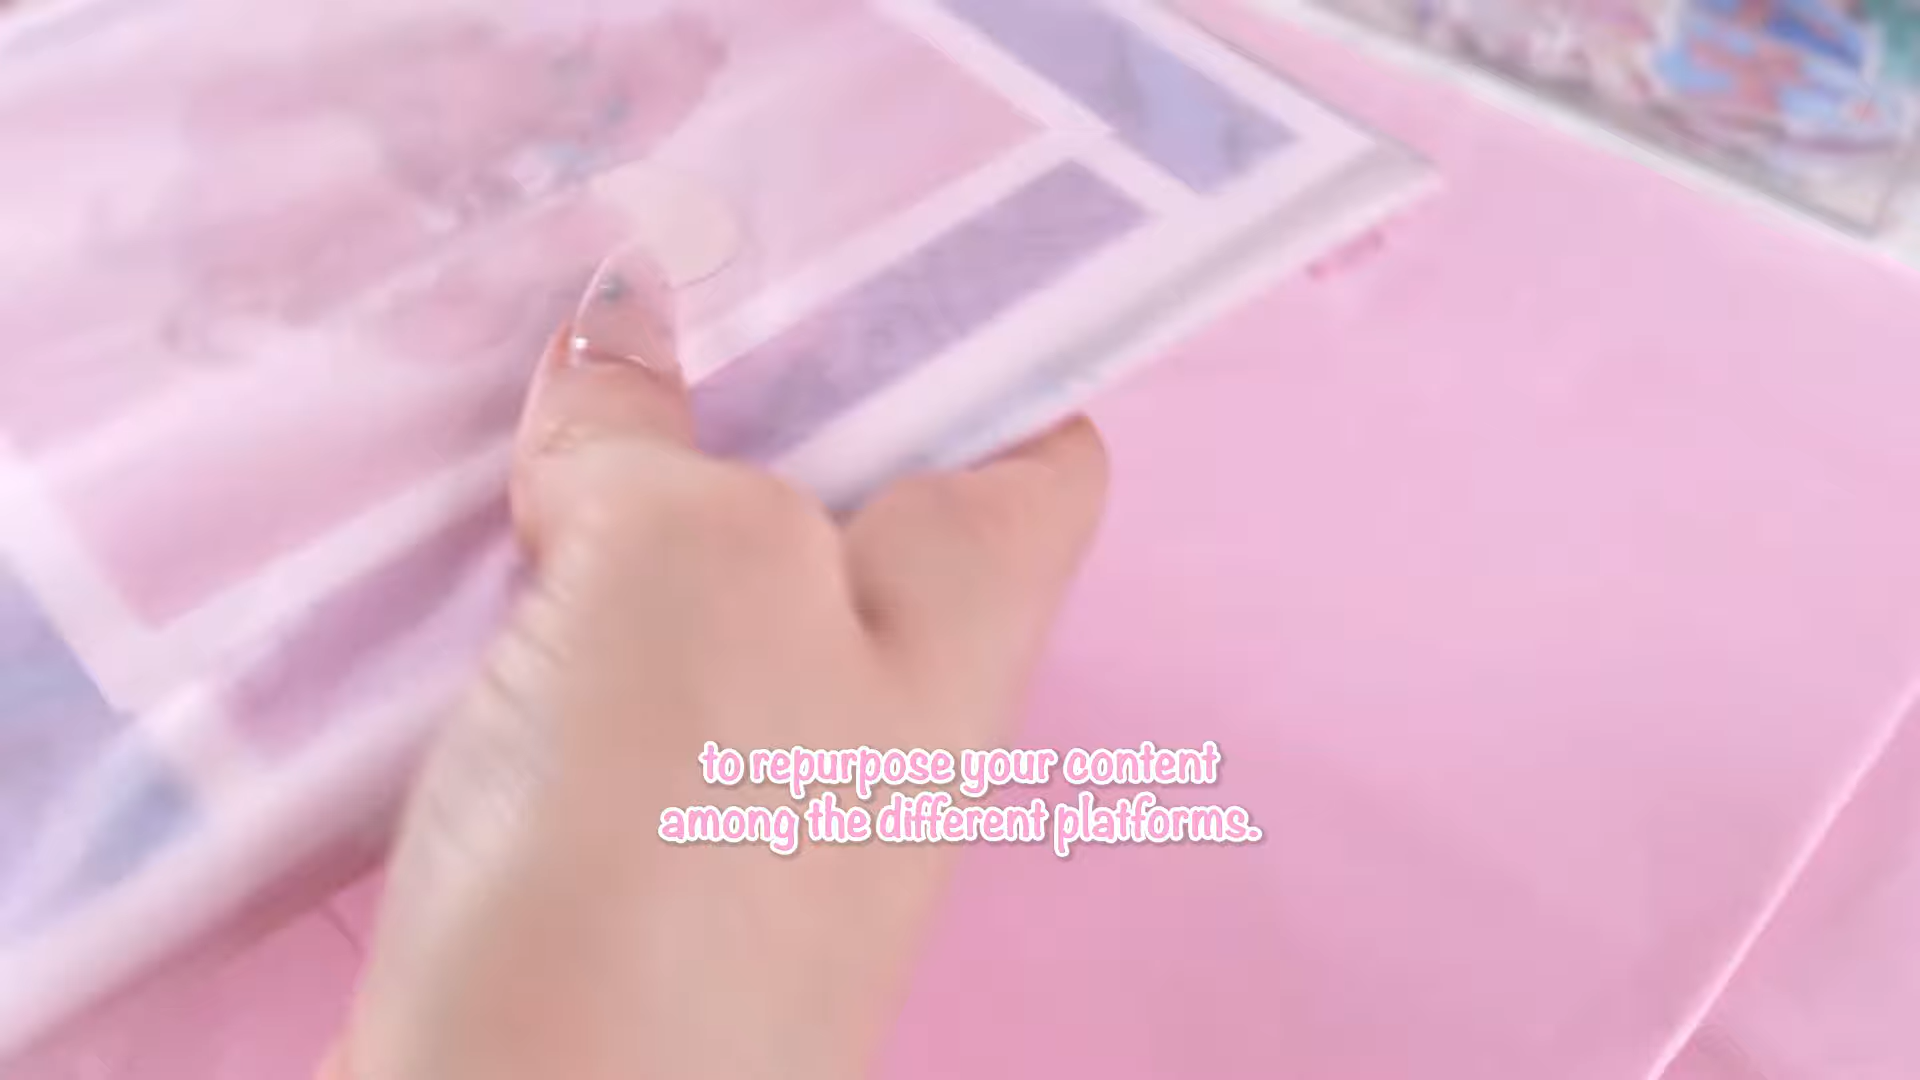 to repurpose your content
among the different platforms.